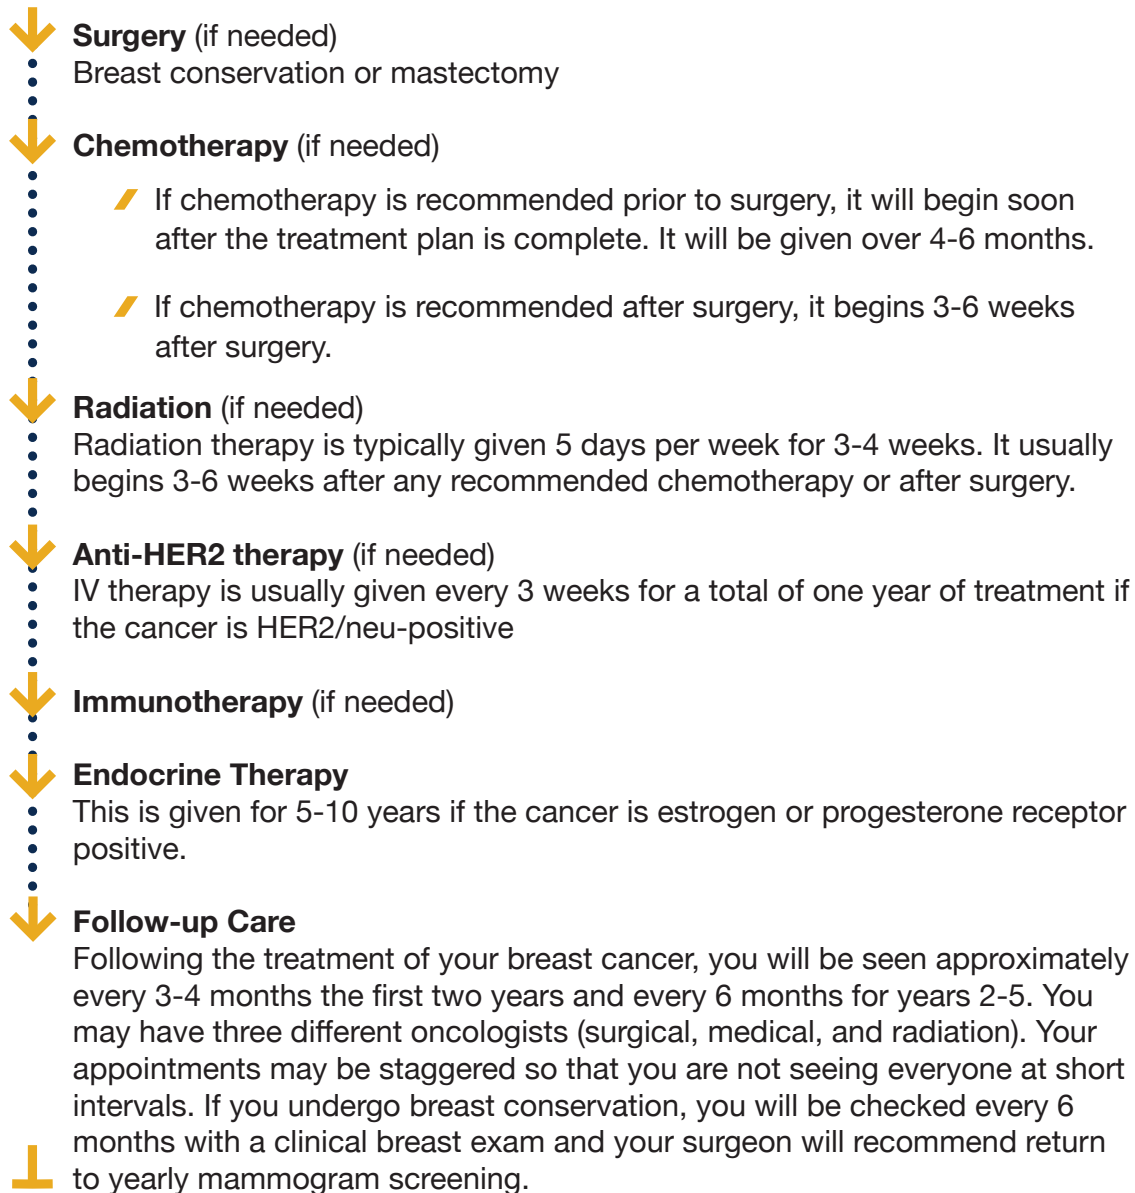 Surgery (if needed)
Breast conservation or mastectomy
Chemotherapy (if needed)
If chemotherapy is recommended prior to surgery, it will begin soon
after the treatment plan is complete. It will be given over 4-6 months.
If chemotherapy is recommended after surgery, it begins 3-6 weeks
after surgery.
Radiation (if needed)
Radiation therapy is typically given 5 days per week for 3-4 weeks. It usually
begins 3-6 weeks after any recommended chemotherapy or after surgery.
Anti-HER2 therapy (if needed)
IV therapy is usually given every 3 weeks for a total of one year of treatment if
the cancer is HER2/neu-positive
Immunotherapy (if needed)
Endocrine Therapy
This is given for 5-10 years if the cancer is estrogen or progesterone receptor
positive.
Follow-up Care
Following the treatment of your breast cancer, you will be seen approximately
every 3-4 months the first two years and every 6 months for years 2-5. You
may have three different oncologists (surgical, medical, and radiation). Your
appointments may be staggered so that you are not seeing everyone at short
intervals. If you undergo breast conservation, you will be checked every 6
months with a clinical breast exam and your surgeon will recommend return
to yearly mammogram screening.